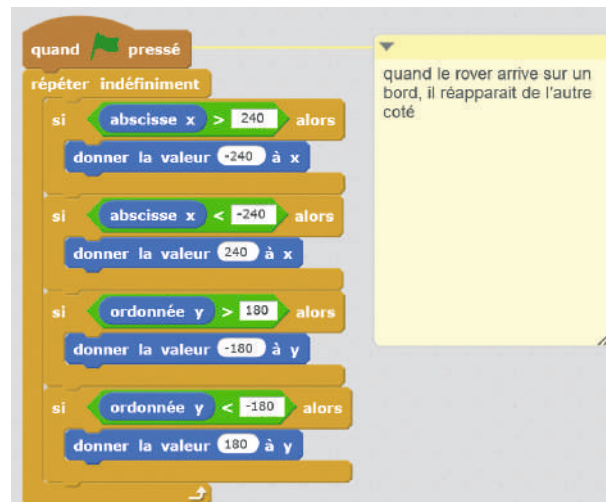 quand pressé
répéter indéfiniment
si abscisse x > 240 alors
donner la valeur -240 à x
si abscisse x < -240 alors
donner la valeur 240 à x
si ordonnée y > 180 alors
donner la valeur -180 à y
si ordonnée y < -180 alors
donner la valeur 180 à y
quand le rover arrive sur un
bord, il réapparait de l'autre
coté